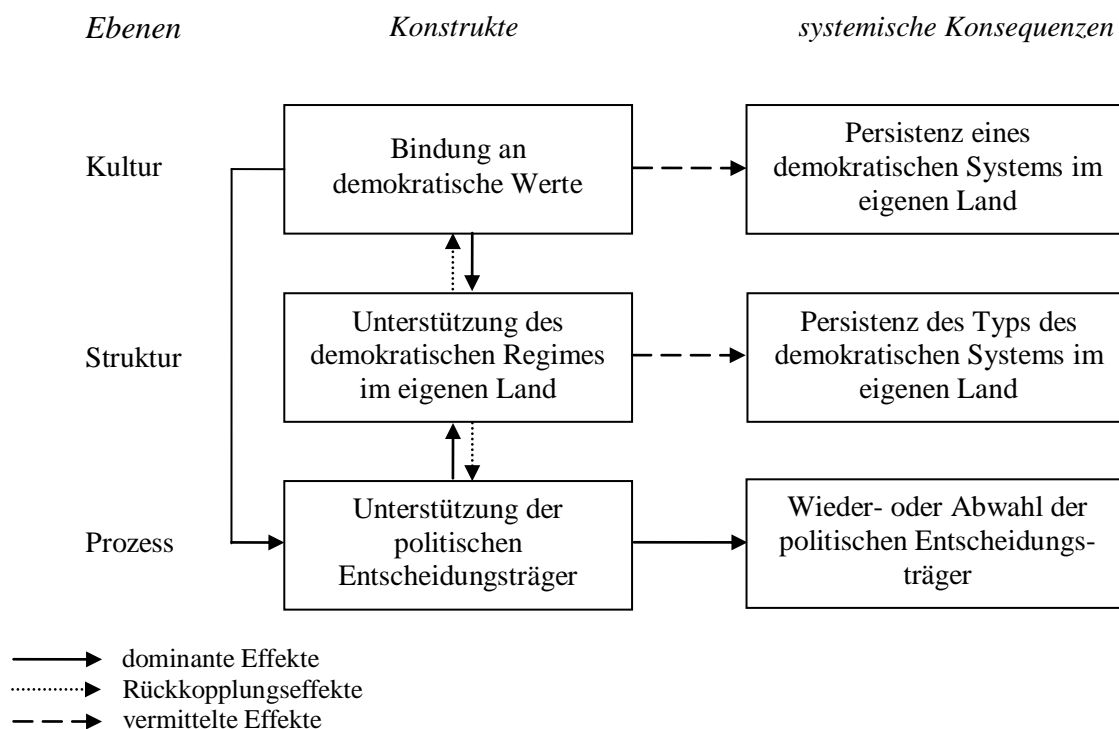 Ebenen
Konstrukte
systemische Konsequenzen
Kultur
Bindung an
demokratische Werte
Persistenz eines
demokratischen Systems im
eigenen Land
Struktur
Unterstützung des
demokratischen Regimes
im eigenen Land
Persistenz des Typs des
demokratischen Systems im
eigenen Land
Prozess
Unterstützung der
politischen
Entscheidungsträger
Wieder- oder Abwahl der
politischen Entscheidungs-
träger
dominante Effekte
Rückkopplungseffekte
vermittelte Effekte